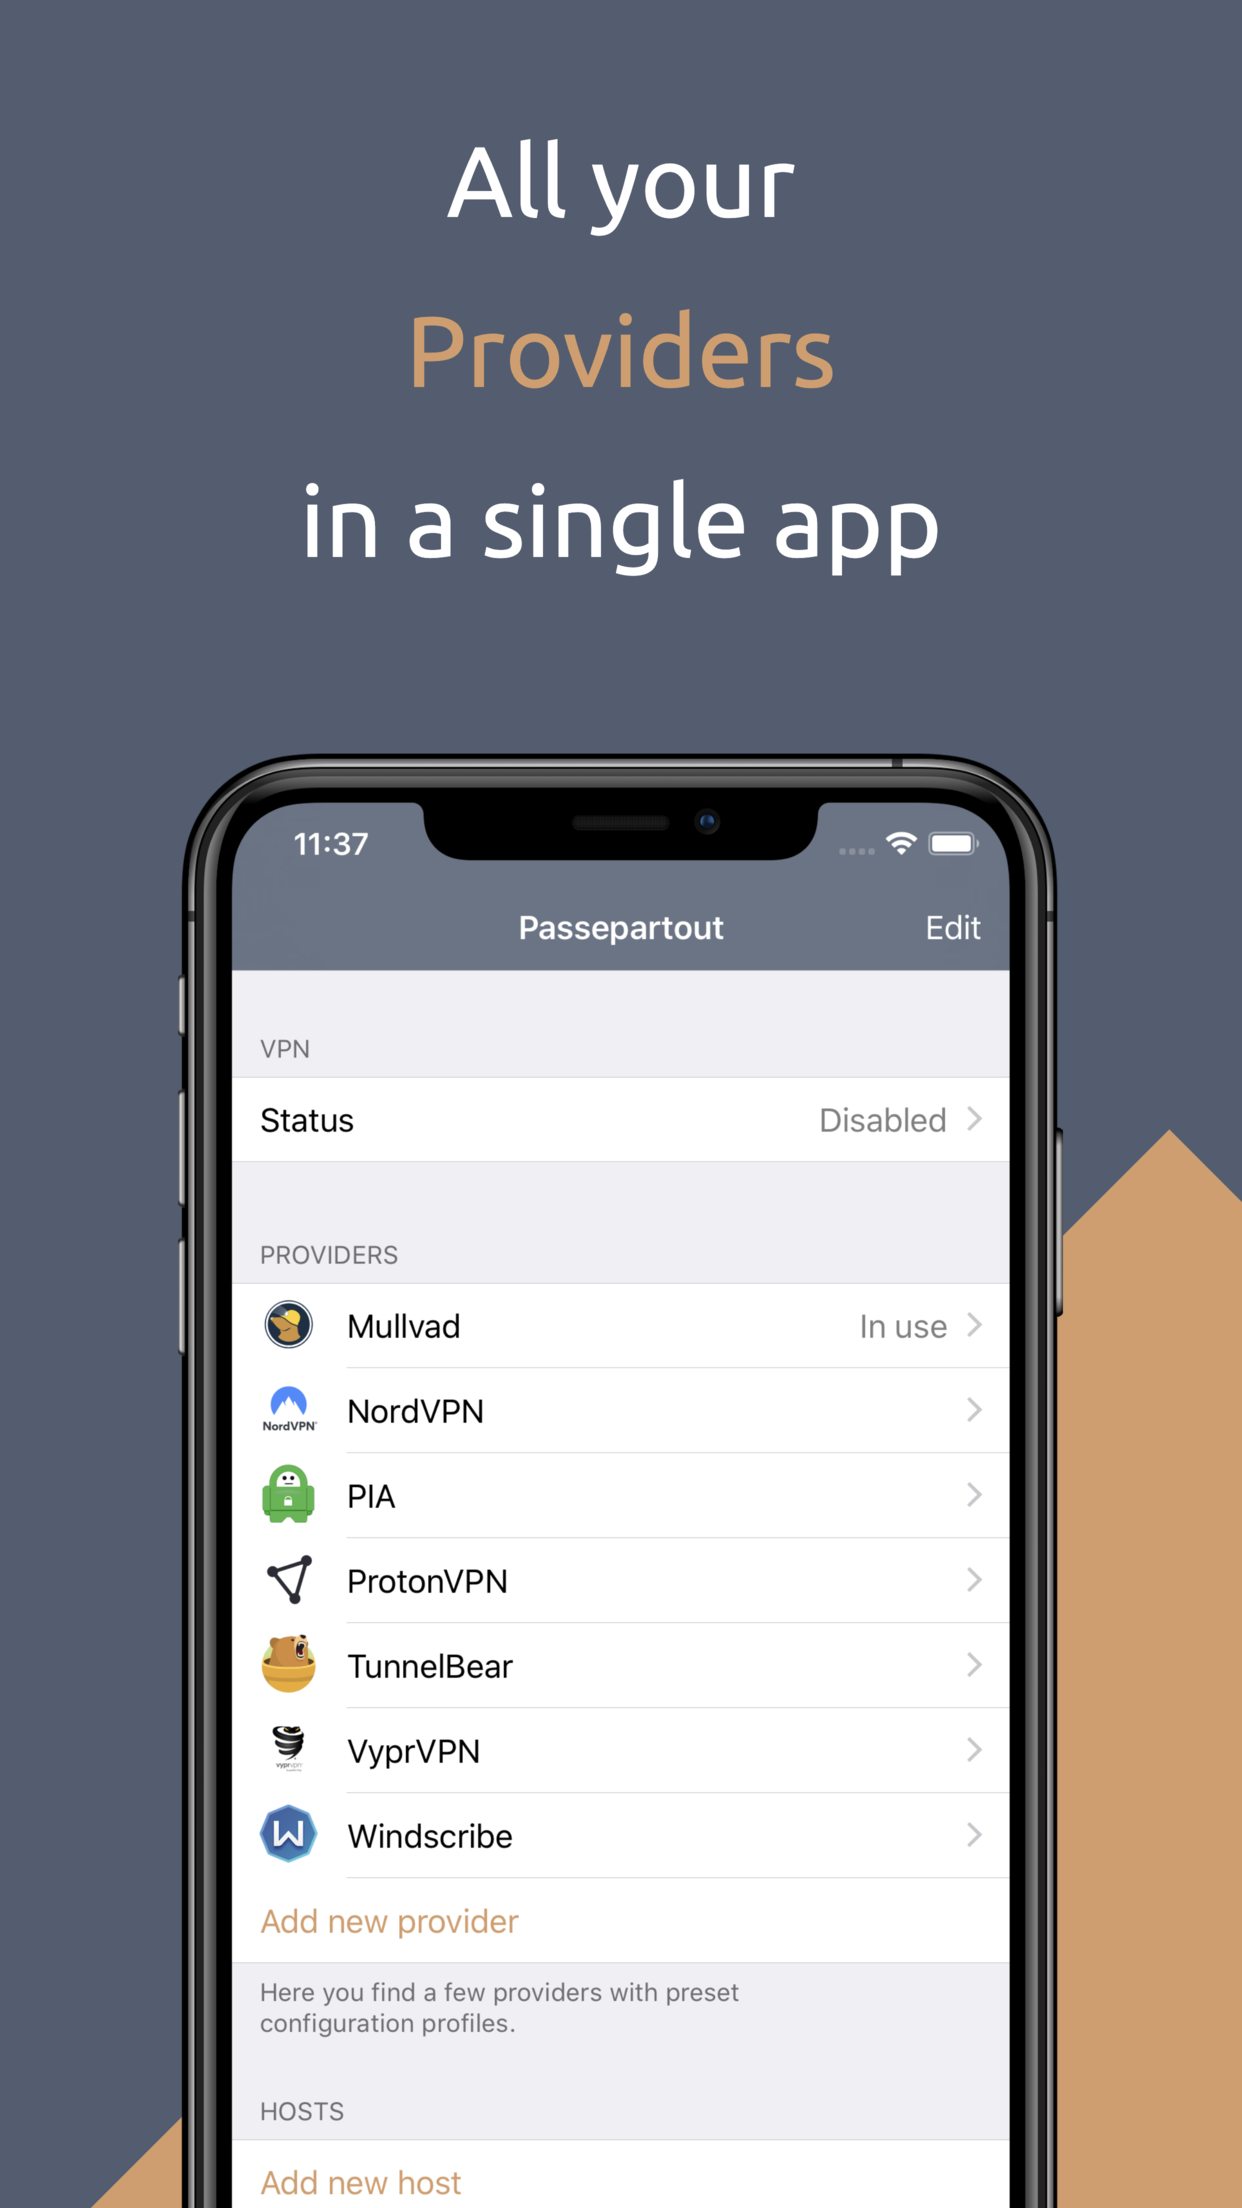 All your
Providers
in a single app
11:37
Passepartout
Edit
VPN
Status
Disabled
PROVIDERS
Mullvad
In use
NordVPN
NordVPN
PIA
ProtonVPN
TunnelBear
vyprvpn
VyprVPN
W
Windscribe
Add new provider
Here you find a few providers with preset
configuration profiles.
HOSTS
Add new host